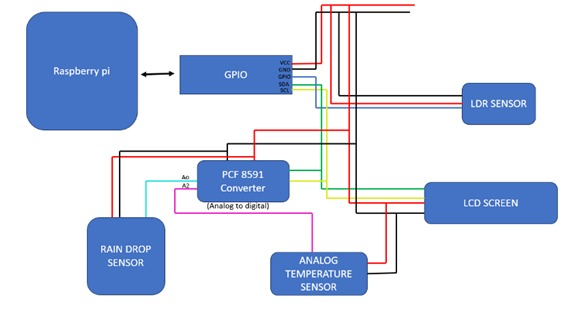 Raspberry pi
GPIO
VCC
GND
GPIO
SDA
SCL
LDR SENSOR
Ao
A2
PCF 8591
Converter
(Analog to digital)
LCD SCREEN
RAIN DROP
SENSOR
ANALOG
TEMPERATURE
SENSOR